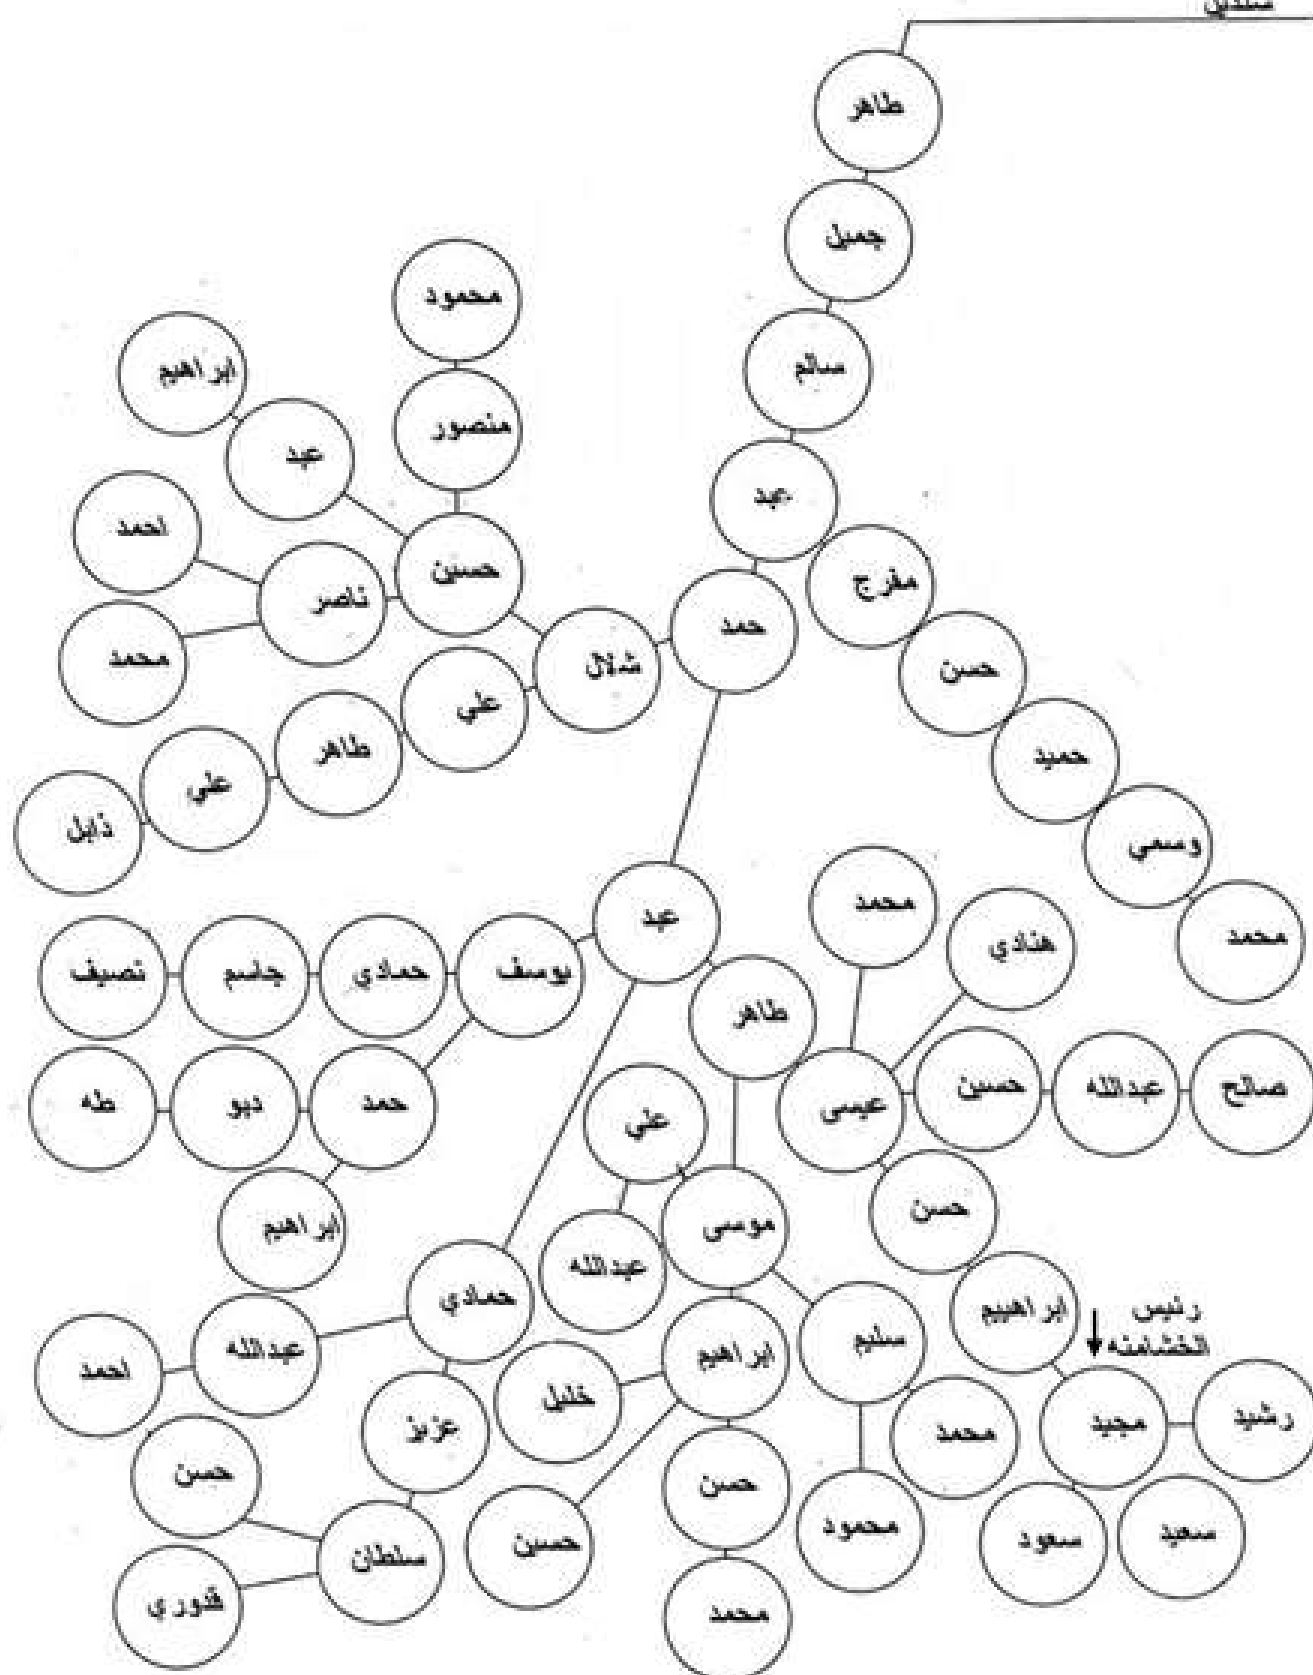 طاهر
جميل
سالم
عبد
مفرج
حسن
حميد
وسمي
محمد
حمد
شلال
حسين
منصور
محمود
عبد
ابراهيم
ناصر
احمد
محمد
علي
طاهر
علي
ذابل
عبد
يوسف
حمادي
جاسم
نصيف
حمد
دبو
طه
ابراهيم
طاهر
عيسى
محمد
هنادي
حسين
عبدالله
صالح
حسن
ابراهيم
رئيس
الخشامنه
مجيد
رشيد
سعيد
سعود
موسى
علي
عبدالله
سليم
محمد
محمود
ابراهيم
خليل
حسين
حسن
محمد
حمادي
عبدالله
احمد
عزيز
سلطان
حسن
قدوري